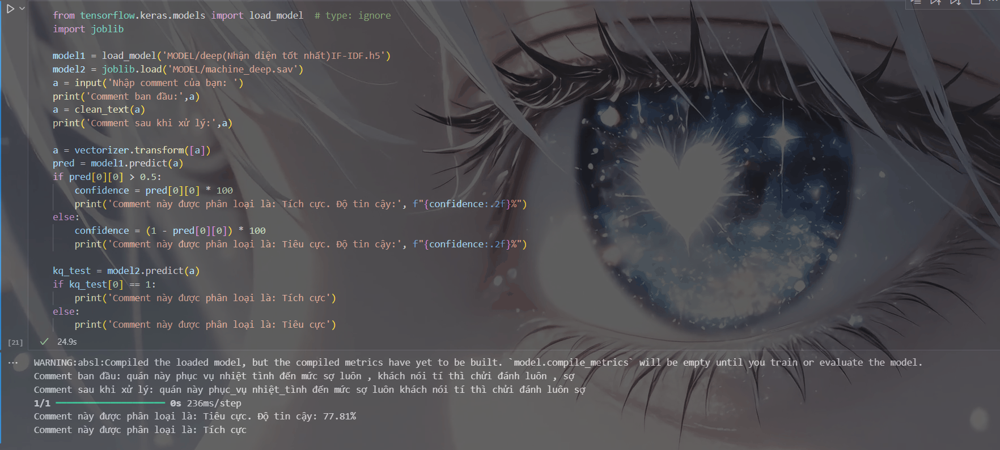 from tensorflow.keras.models import load_model  # type: ignore
import joblib
model1 = load_model('MODEL/deep(Nhận diện tốt nhất)IF-IDF.h5')
model2 = joblib.load('MODEL/machine_deep.sav')
a = input('Nhập comment của bạn: ')
print('Comment ban đầu:',a)
a = clean_text(a)
print('Comment sau khi xử lý:',a)
a = vectorizer.transform([a])
pred = model1.predict(a)
if pred[0][0] > 0.5:
    confidence = pred[0][0] * 100
    print('Comment này được phân loại là: Tích cực. Độ tin cậy:', f"{confidence:.2f}%")
else:
    confidence = (1 - pred[0][0]) * 100
    print('Comment này được phân loại là: Tiêu cực. Độ tin cậy:', f"{confidence:.2f}%")
kq_test = model2.predict(a)
if kq_test[0] == 1:
    print('Comment này được phân loại là: Tích cực')
else:
    print('Comment này được phân loại là: Tiêu cực')
[21] ✓ 24.9s
WARNING:absl:Compiled the loaded model, but the compiled metrics have yet to be built. `model.compile_metrics` will be empty until you train or evaluate the model.
Comment ban đầu: quán này phục vụ nhiệt tình đến mức sợ luôn , khách nói tí thì chửi đánh luôn , sợ
Comment sau khi xử lý: quán này phục_vụ nhiệt_tình đến mức sợ luôn khách nói tí thì chửi đánh luôn sợ
1/1 ━━━━━━━━━━━━━━━━━━━━ 0s 236ms/step
Comment này được phân loại là: Tiêu cực. Độ tin cậy: 77.81%
Comment này được phân loại là: Tích cực